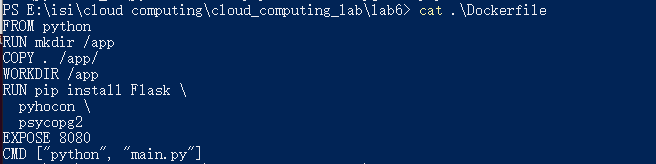 PS E:\isi\cloud computing\cloud_computing_lab\lab6> cat .\Dockerfile
FROM python
RUN mkdir /app
COPY . /app/
WORKDIR /app
RUN pip install Flask \
  pyhocon \
  psycopg2
EXPOSE 8080
CMD ["python", "main.py"]